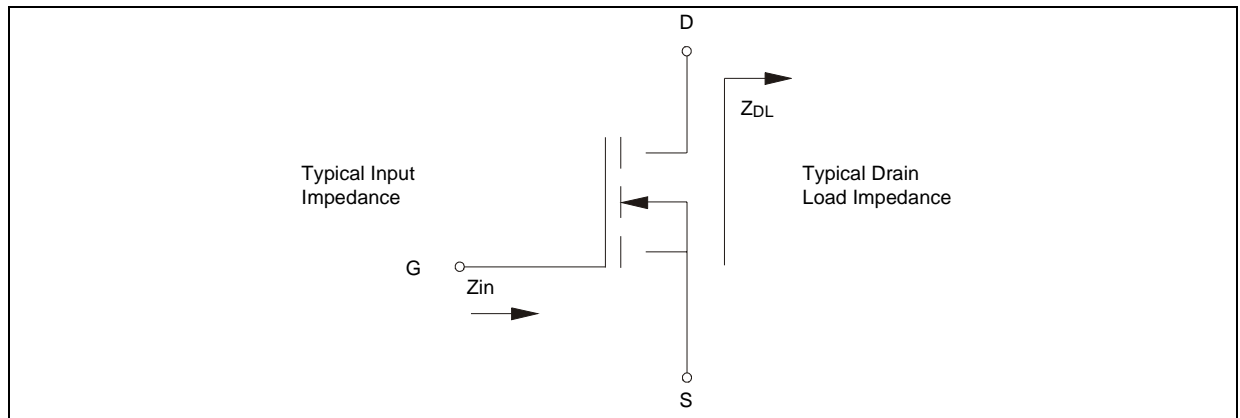 D
ZDL
Typical Input
Impedance
Typical Drain
Load Impedance
G
Zin
S